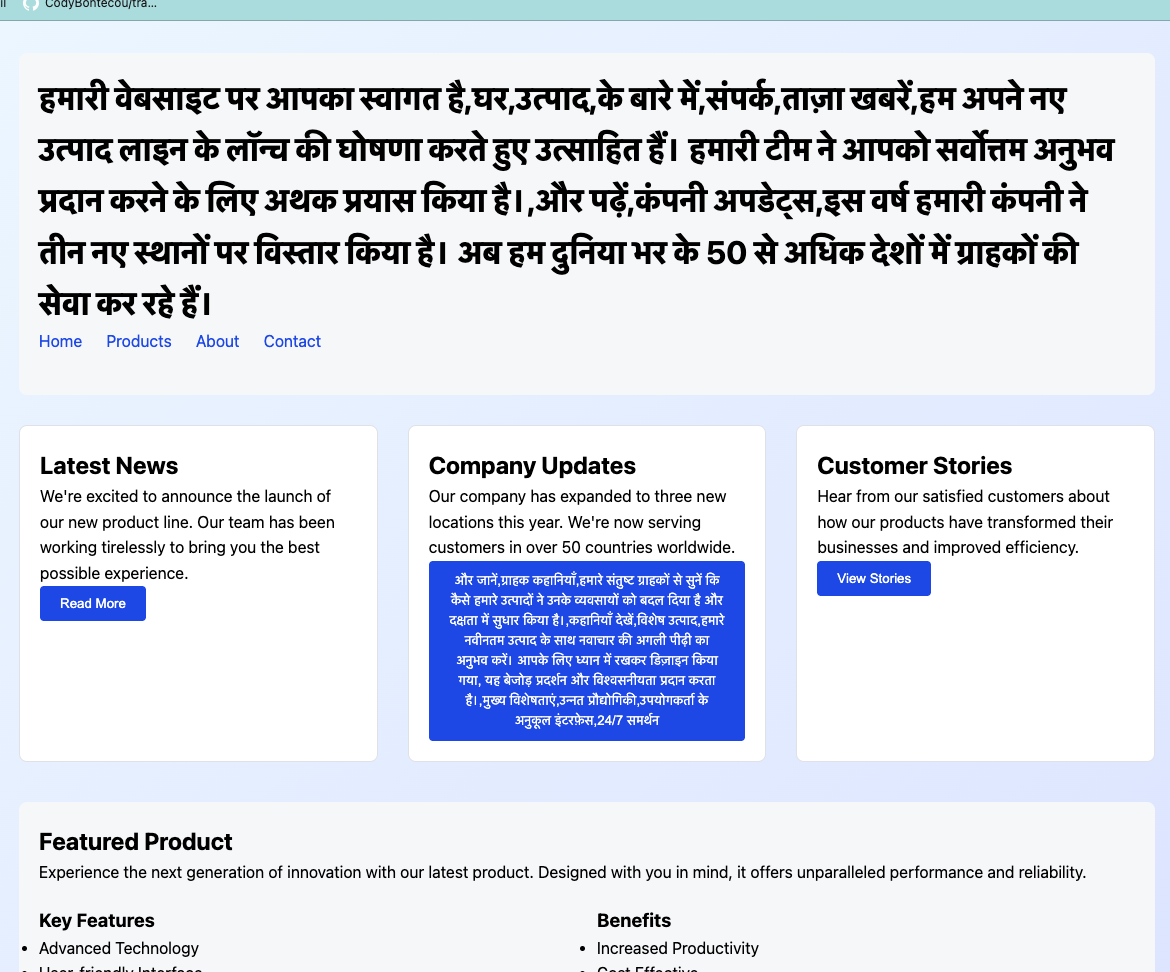 CodyBontecou/tra...
हमारी वेबसाइट पर आपका स्वागत है,घर,उत्पाद,के बारे में,संपर्क,ताज़ा खबरें,हम अपने नए
उत्पाद लाइन के लॉन्च की घोषणा करते हुए उत्साहित हैं। हमारी टीम ने आपको सर्वोत्तम अनुभव
प्रदान करने के लिए अथक प्रयास किया है।,और पढ़ें,कंपनी अपडेट्स,इस वर्ष हमारी कंपनी ने
तीन नए स्थानों पर विस्तार किया है। अब हम दुनिया भर के 50 से अधिक देशों में ग्राहकों की
सेवा कर रहे हैं।
Home Products About Contact
Latest News
We're excited to announce the launch of
our new product line. Our team has been
working tirelessly to bring you the best
possible experience.
Read More
Company Updates
Our company has expanded to three new
locations this year. We're now serving
customers in over 50 countries worldwide.
और जानें,ग्राहक कहानियाँ,हमारे संतुष्ट ग्राहकों से सुनें कि
कैसे हमारे उत्पादों ने उनके व्यवसायों को बदल दिया है और
दक्षता में सुधार किया है।,कहानियाँ देखें,विशेष उत्पाद,हमारे
नवीनतम उत्पाद के साथ नवाचार की अगली पीढ़ी का
अनुभव करें। आपके लिए ध्यान में रखकर डिज़ाइन किया
गया, यह बेजोड़ प्रदर्शन और विश्वसनीयता प्रदान करता
है।,मुख्य विशेषताएं,उन्नत प्रौद्योगिकी,उपयोगकर्ता के
अनुकूल इंटरफ़ेस,24/7 समर्थन
Customer Stories
Hear from our satisfied customers about
how our products have transformed their
businesses and improved efficiency.
View Stories
Featured Product
Experience the next generation of innovation with our latest product. Designed with you in mind, it offers unparalleled performance and reliability.
Key Features
Advanced Technology
User-friendly Interface
Benefits
Increased Productivity
Cost Effective